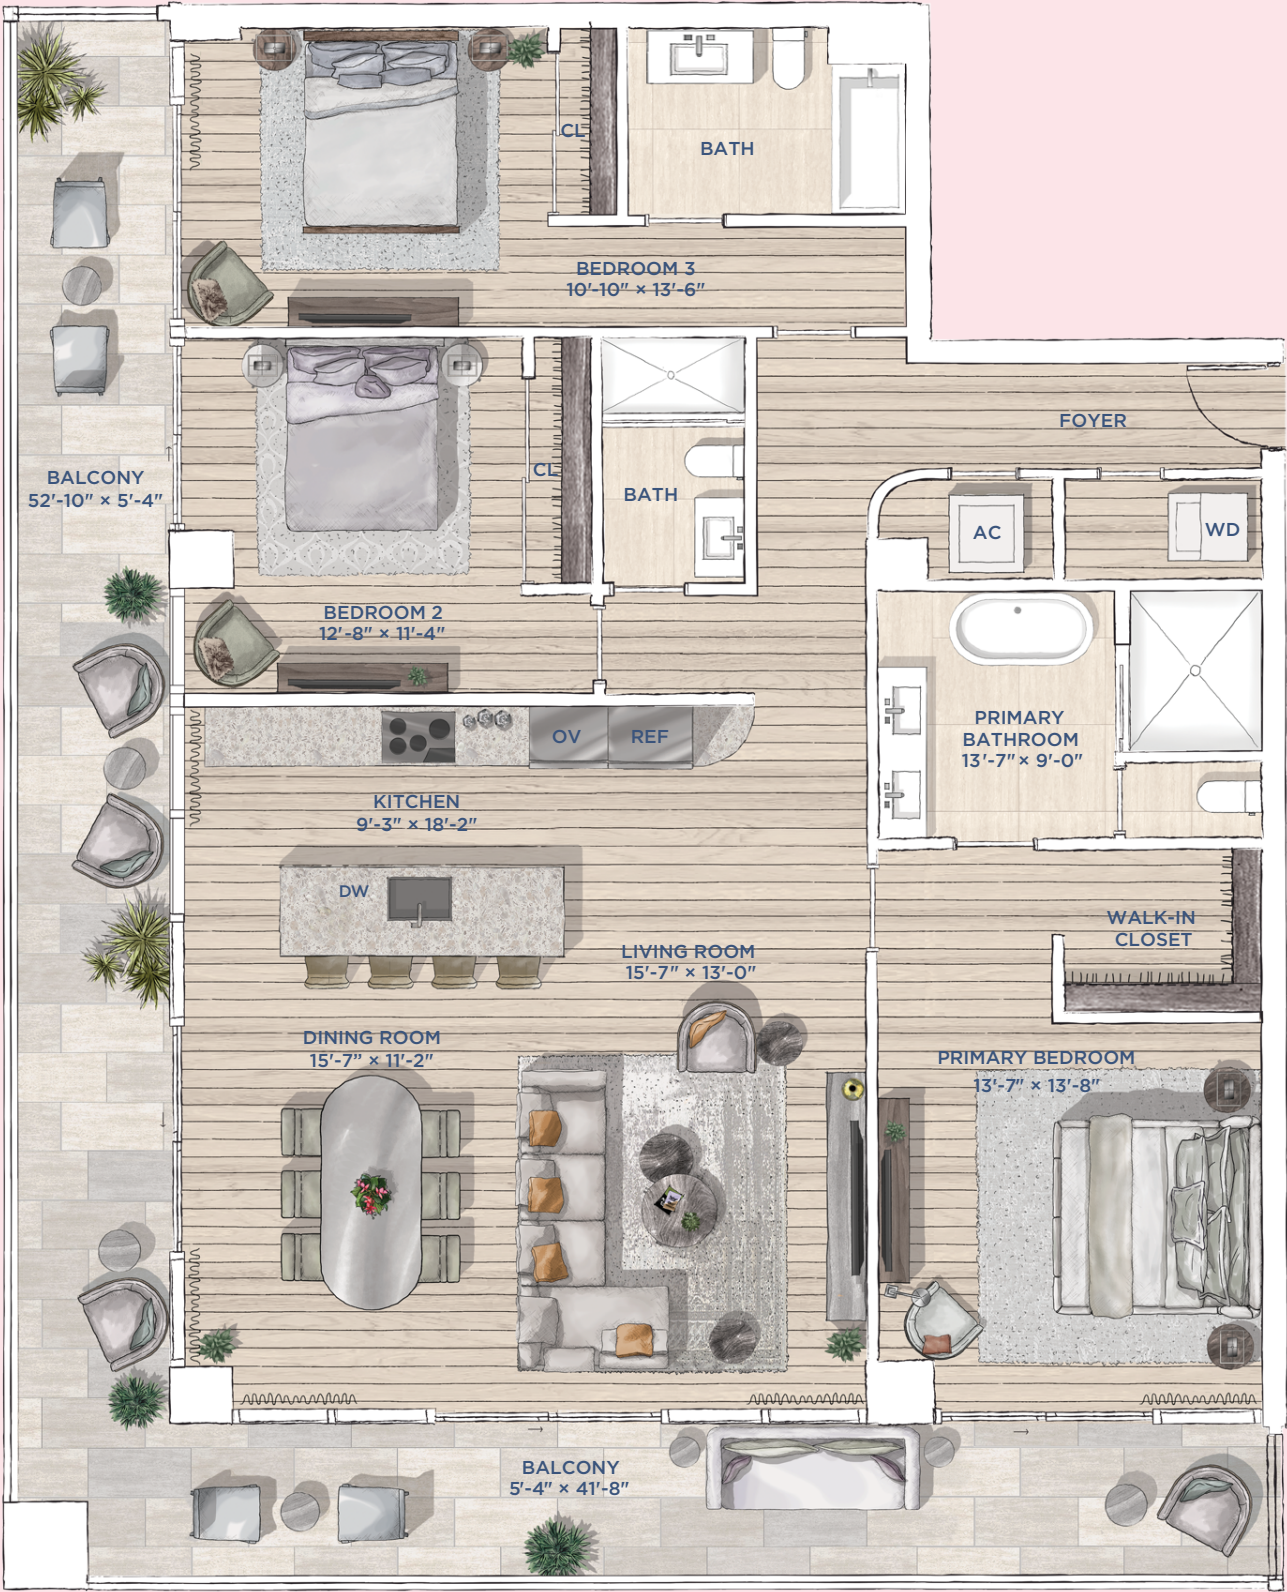 CL
BATH
BEDROOM 3
10'-10" × 13'-6"
FOYER
CL
BATH
BALCONY
52'-10" × 5'-4"
AC
WD
BEDROOM 2
12'-8" × 11'-4"
PRIMARY
BATHROOM
13'-7" × 9'-0"
OV
REF
KITCHEN
9'-3" × 18'-2"
DW
WALK-IN
CLOSET
LIVING ROOM
15'-7" × 13'-0"
DINING ROOM
15'-7" × 11'-2"
PRIMARY BEDROOM
13'-7" × 13'-8"
BALCONY
5'-4" × 41'-8"